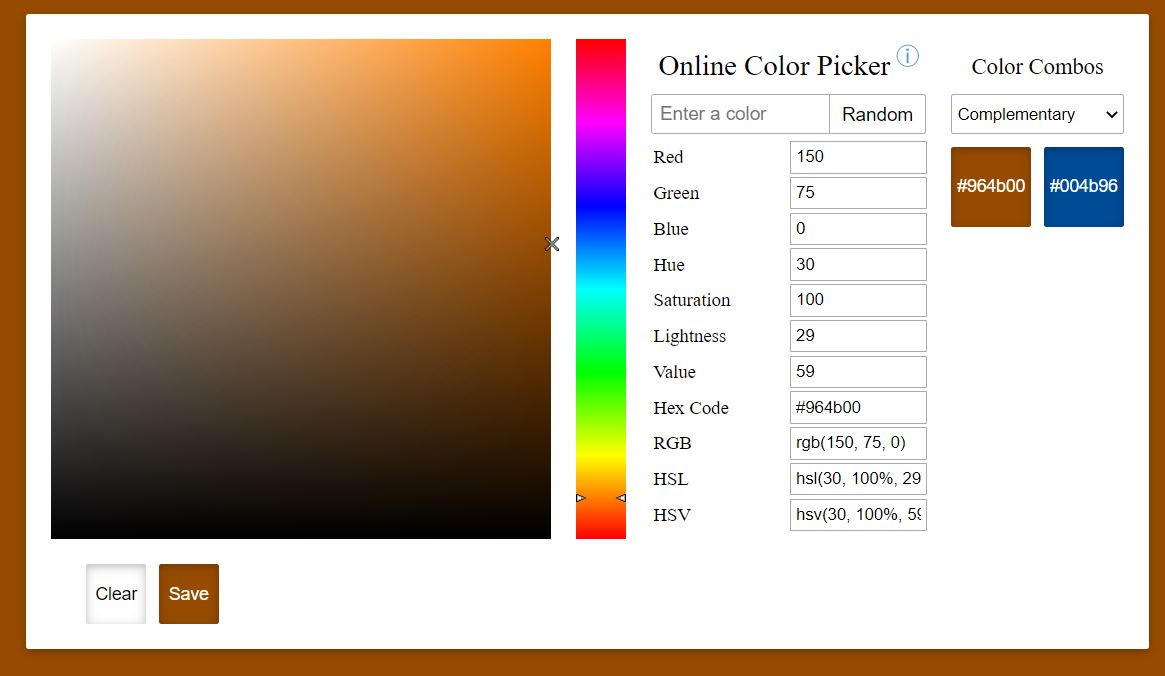 Online Color Picker ⓘ
Enter a color
Random
Red 150
Green 75
Blue 0
Hue 30
Saturation 100
Lightness 29
Value 59
Hex Code #964b00
RGB rgb(150, 75, 0)
HSL hsl(30, 100%, 29
HSV hsv(30, 100%, 59
Color Combos
Complementary
#964b00 #004b96
Clear Save